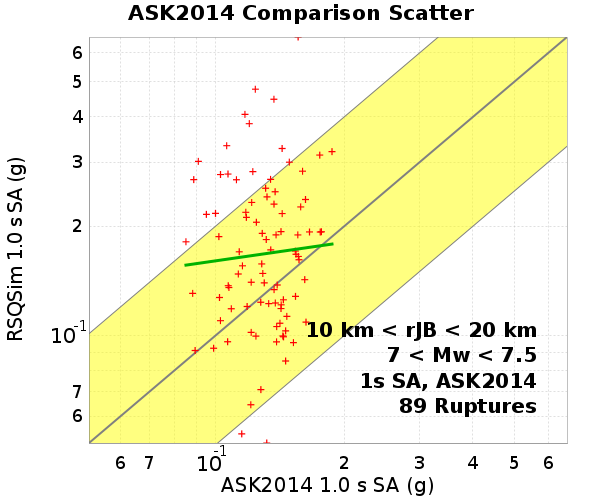 ASK2014 Comparison Scatter
RSQSim 1.0 s SA (g)
6
5
4
3
2
10-1
7
6
10 km < rJB < 20 km
7 < Mw < 7.5
1s SA, ASK2014
89 Ruptures
6 7 10-1 2 3 4 5 6
ASK2014 1.0 s SA (g)